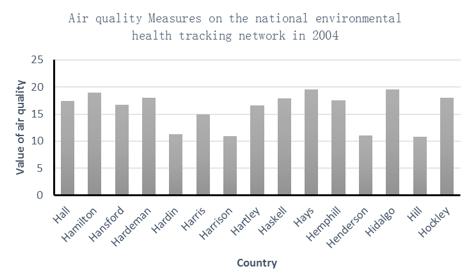 Air quality Measures on the national environmental
health tracking network in 2004
Value of air quality
25
20
15
10
5
0
Hall
Hamilton
Hansford
Hardeman
Hardin
Harris
Harrison
Hartley
Haskell
Hays
Hemphill
Henderson
Hidalgo
Hill
Hockley
Country